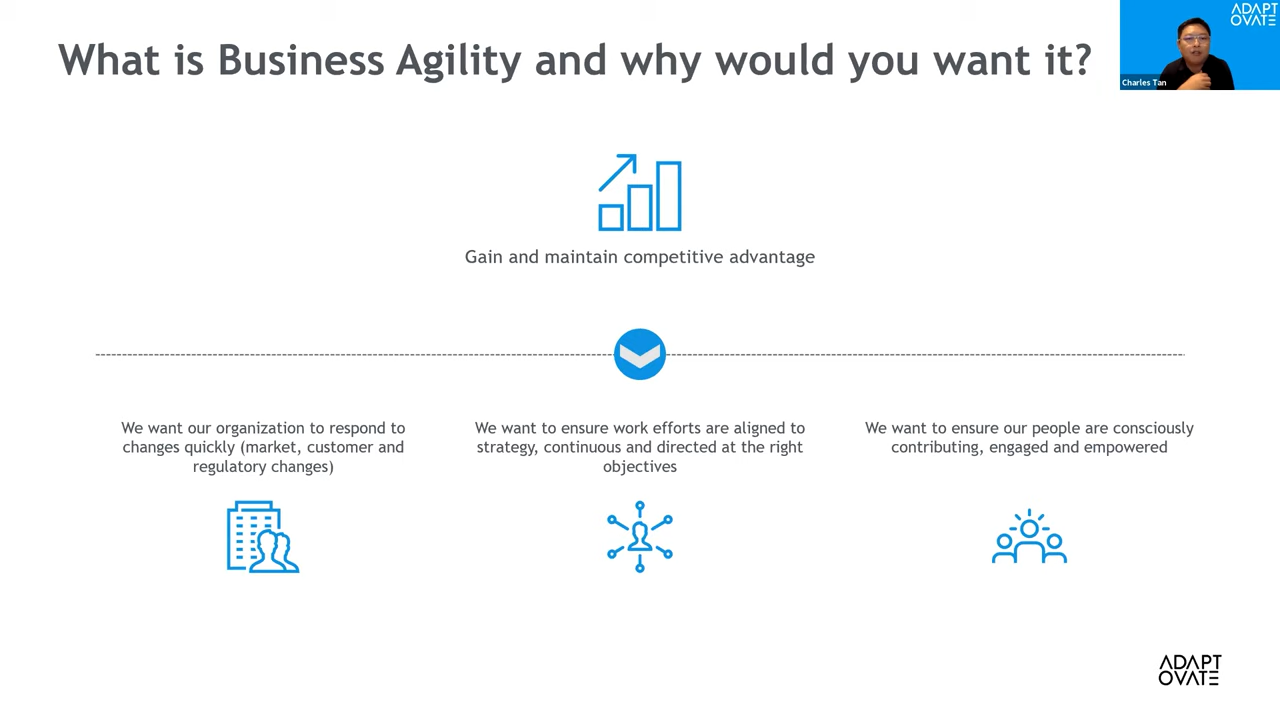 What is Business Agility and why would you want it?
ADAPT
OVATE
Charles Tan
Gain and maintain competitive advantage
We want our organization to respond to
changes quickly (market, customer and
regulatory changes)
We want to ensure work efforts are aligned to
strategy, continuous and directed at the right
objectives
We want to ensure our people are consciously
contributing, engaged and empowered
ADAPT
OVATE